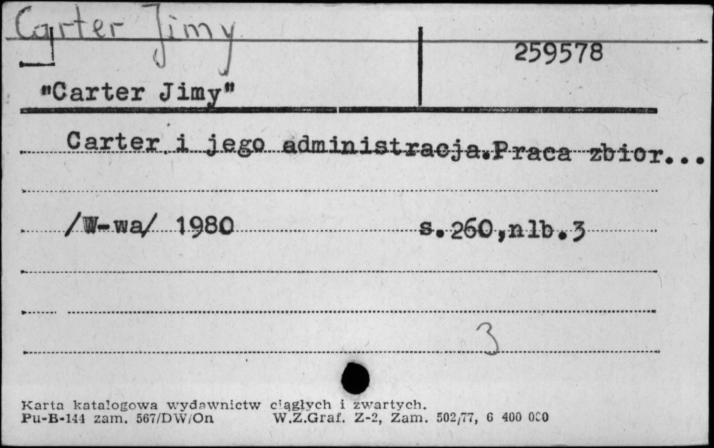 Carter Jimy
259578
"Carter Jimy"
Carter i jego administracja.Praca zbior...
/W-wa/ 1980 s.260,nlb.3
3
Karta katalogowa wydawnictw ciągłych i zwartych.
Pu-B-144 zam. 567/DW/On W.Z.Graf. Z-2, Zam. 502/77, 6 400 000